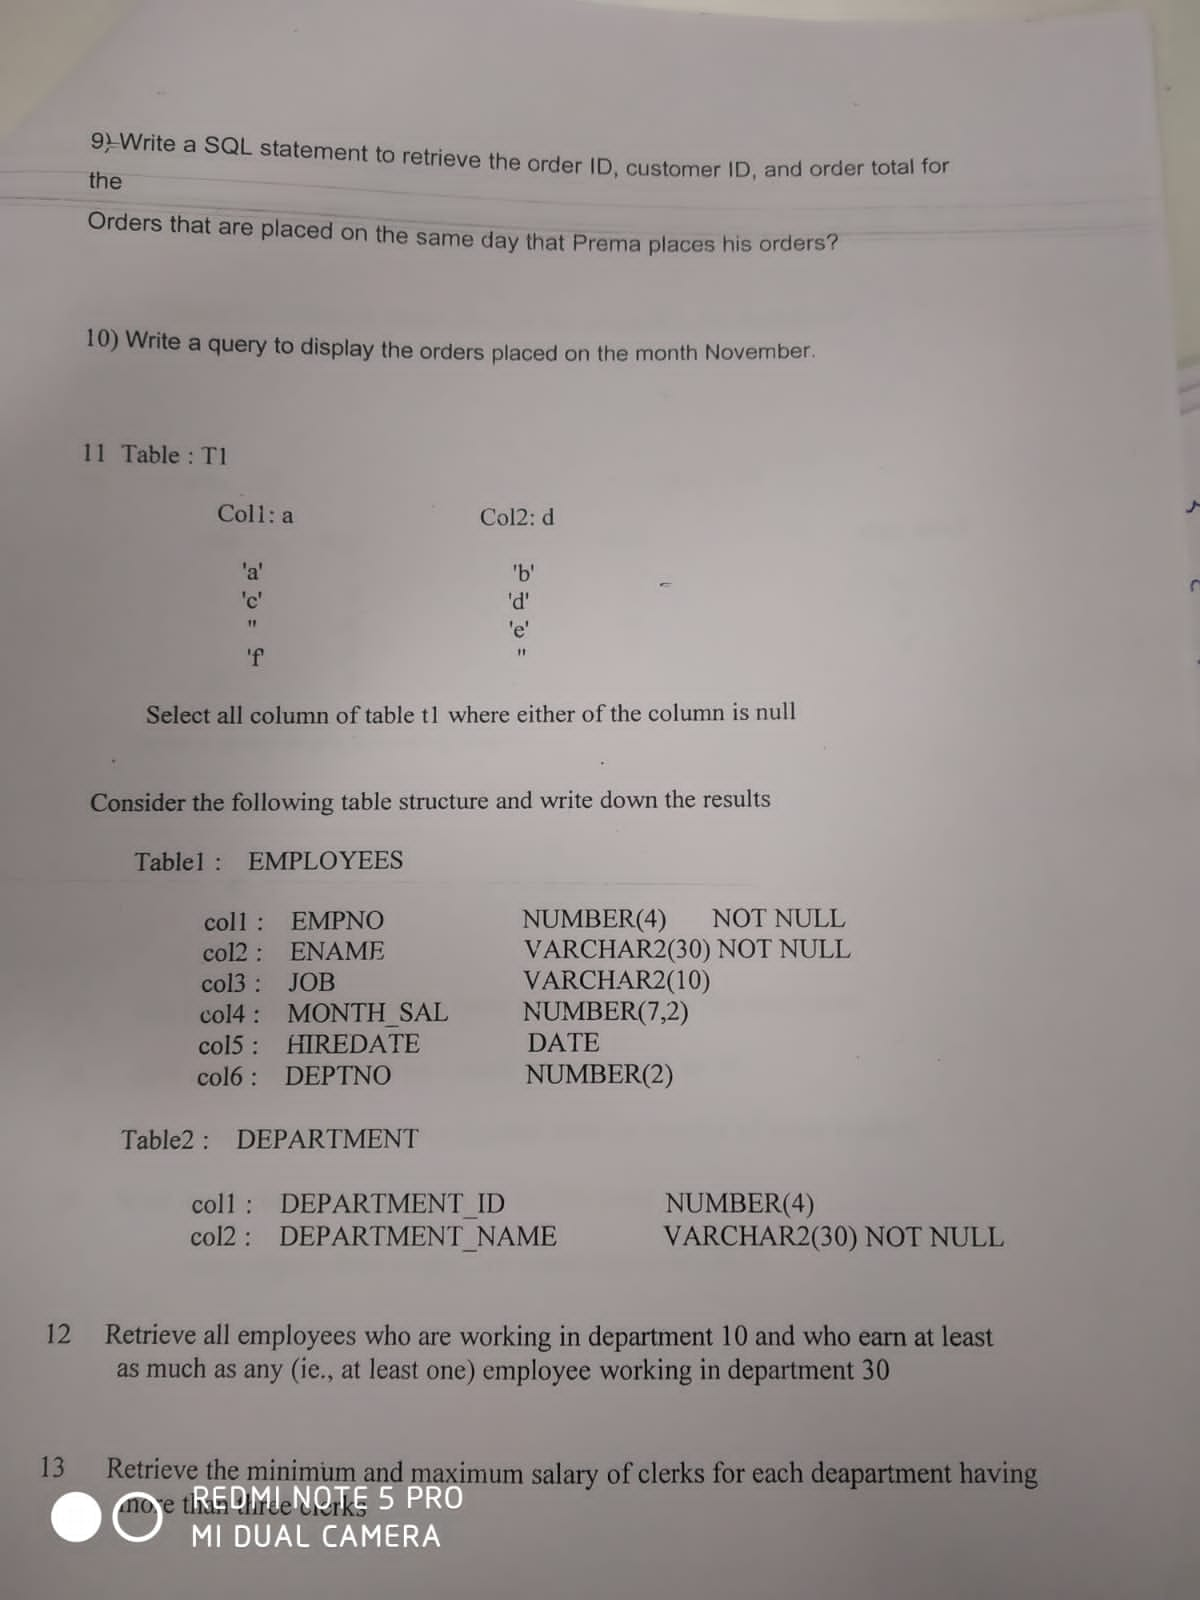 9) Write a SQL statement to retrieve the order ID, customer ID, and order total for
the
Orders that are placed on the same day that Prema places his orders?
10) Write a query to display the orders placed on the month November.
11 Table : T1
Col1: a Col2: d
'a' 'b'
'c' 'd'
'' 'e'
'f' ''
Select all column of table t1 where either of the column is null
Consider the following table structure and write down the results
Table1 : EMPLOYEES
col1 : EMPNO NUMBER(4) NOT NULL
col2 : ENAME VARCHAR2(30) NOT NULL
col3 : JOB VARCHAR2(10)
col4 : MONTH_SAL NUMBER(7,2)
col5 : HIREDATE DATE
col6 : DEPTNO NUMBER(2)
Table2 : DEPARTMENT
col1 : DEPARTMENT_ID NUMBER(4)
col2 : DEPARTMENT_NAME VARCHAR2(30) NOT NULL
12 Retrieve all employees who are working in department 10 and who earn at least
as much as any (ie., at least one) employee working in department 30
13 Retrieve the minimum and maximum salary of clerks for each deapartment having
more than three clerks
REDMI NOTE 5 PRO
MI DUAL CAMERA